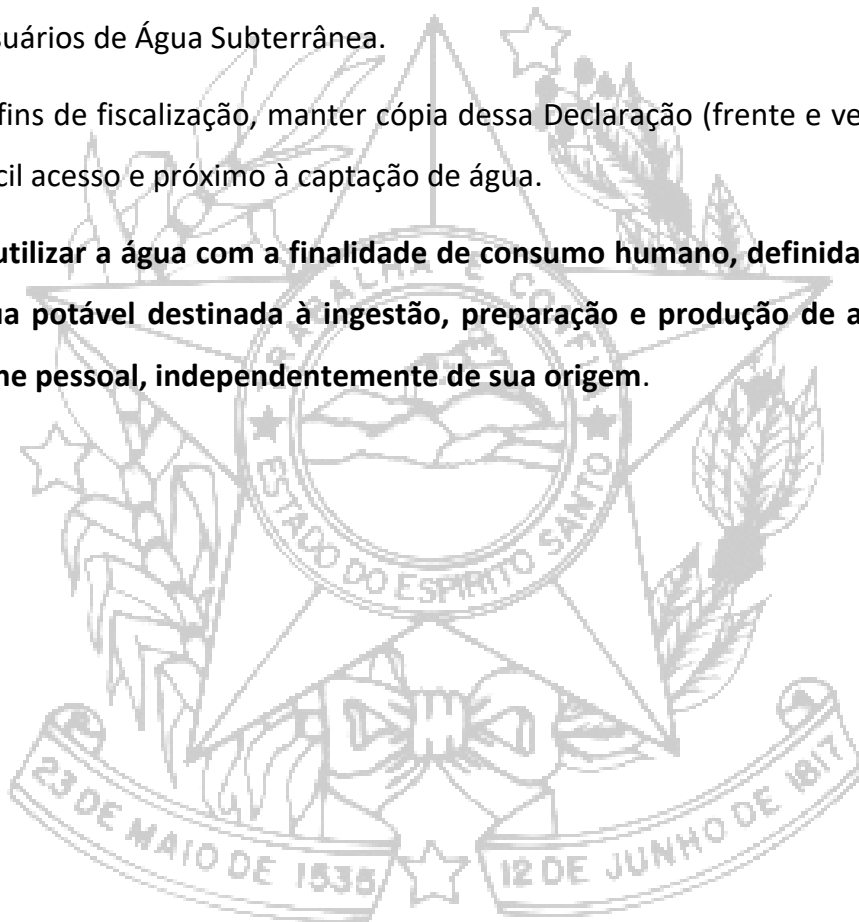 suários de Água Subterrânea.
fins de fiscalização, manter cópia dessa Declaração (frente e ve
cil acesso e próximo à captação de água.
utilizar a água com a finalidade de consumo humano, definida
ua potável destinada à ingestão, preparação e produção de a
ne pessoal, independentemente de sua origem.
TRABALHA E CONFIA
ESTADO DO ESPIRITO SANTO
23 DE MAIO DE 1535
12 DE JUNHO DE 1817